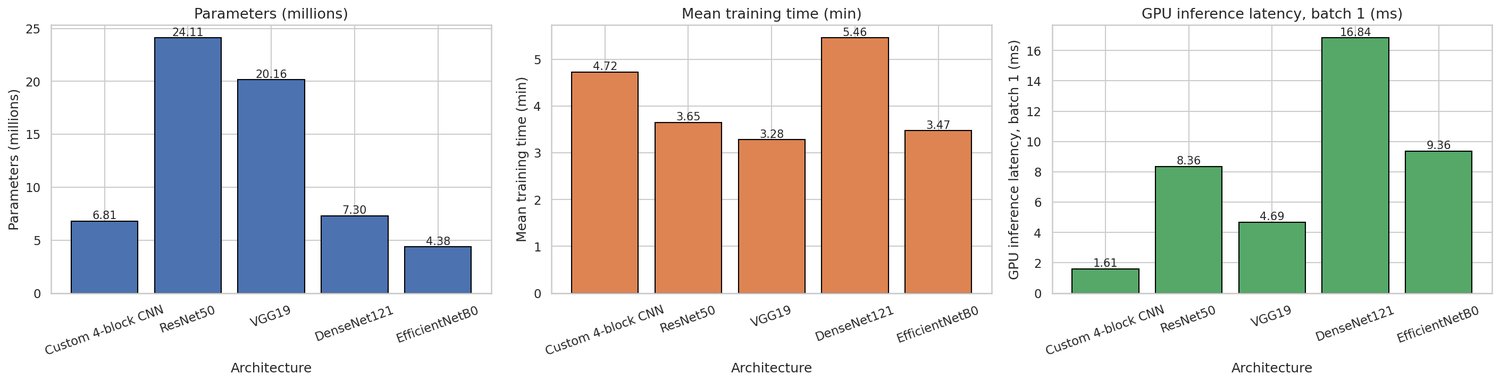 Parameters (millions)
Parameters (millions)
25
20
15
10
5
0
6.81
24.11
20.16
7.30
4.38
Custom 4-block CNN
ResNet50
VGG19
DenseNet121
EfficientNetB0
Architecture
Mean training time (min)
Mean training time (min)
5
4
3
2
1
0
4.72
3.65
3.28
5.46
3.47
Custom 4-block CNN
ResNet50
VGG19
DenseNet121
EfficientNetB0
Architecture
GPU inference latency, batch 1 (ms)
GPU inference latency, batch 1 (ms)
16
14
12
10
8
6
4
2
0
1.61
8.36
4.69
16.84
9.36
Custom 4-block CNN
ResNet50
VGG19
DenseNet121
EfficientNetB0
Architecture